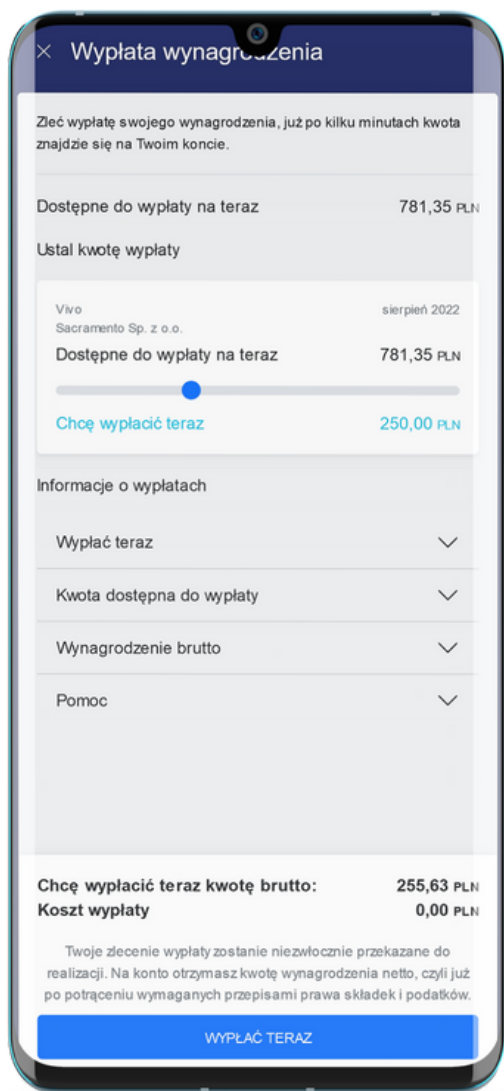 Wypłata wynagrodzenia
Zleć wypłatę swojego wynagrodzenia, już po kilku minutach kwota
znajdzie się na Twoim koncie.
Dostępne do wypłaty na teraz 781,35 PLN
Ustal kwotę wypłaty
Vivo sierpień 2022
Sacramento Sp. z o.o.
Dostępne do wypłaty na teraz 781,35 PLN
Chcę wypłacić teraz 250,00 PLN
Informacje o wypłatach
Wypłać teraz
Kwota dostępna do wypłaty
Wynagrodzenie brutto
Pomoc
Chcę wypłacić teraz kwotę brutto: 255,63 PLN
Koszt wypłaty 0,00 PLN
Twoje zlecenie wypłaty zostanie niezwłocznie przekazane do
realizacji. Na konto otrzymasz kwotę wynagrodzenia netto, czyli już
po potrąceniu wymaganych przepisami prawa składek i podatków.
WYPŁAĆ TERAZ